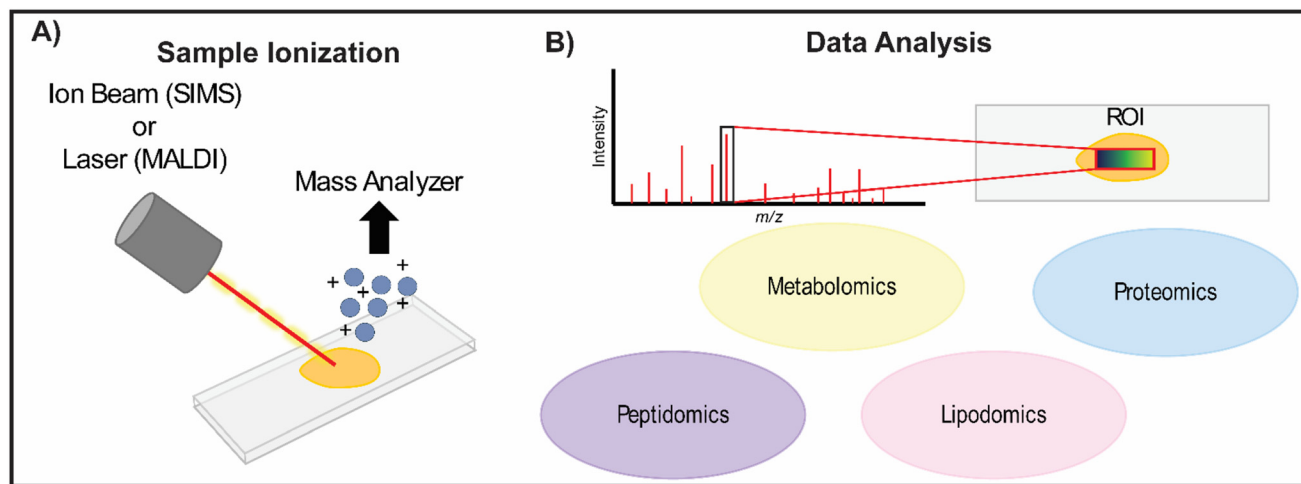 A)
Sample Ionization
Ion Beam (SIMS)
or
Laser (MALDI)
Mass Analyzer
+
+
+
+
+
B)
Data Analysis
Intensity
m/z
ROI
Metabolomics
Proteomics
Peptidomics
Lipodomics